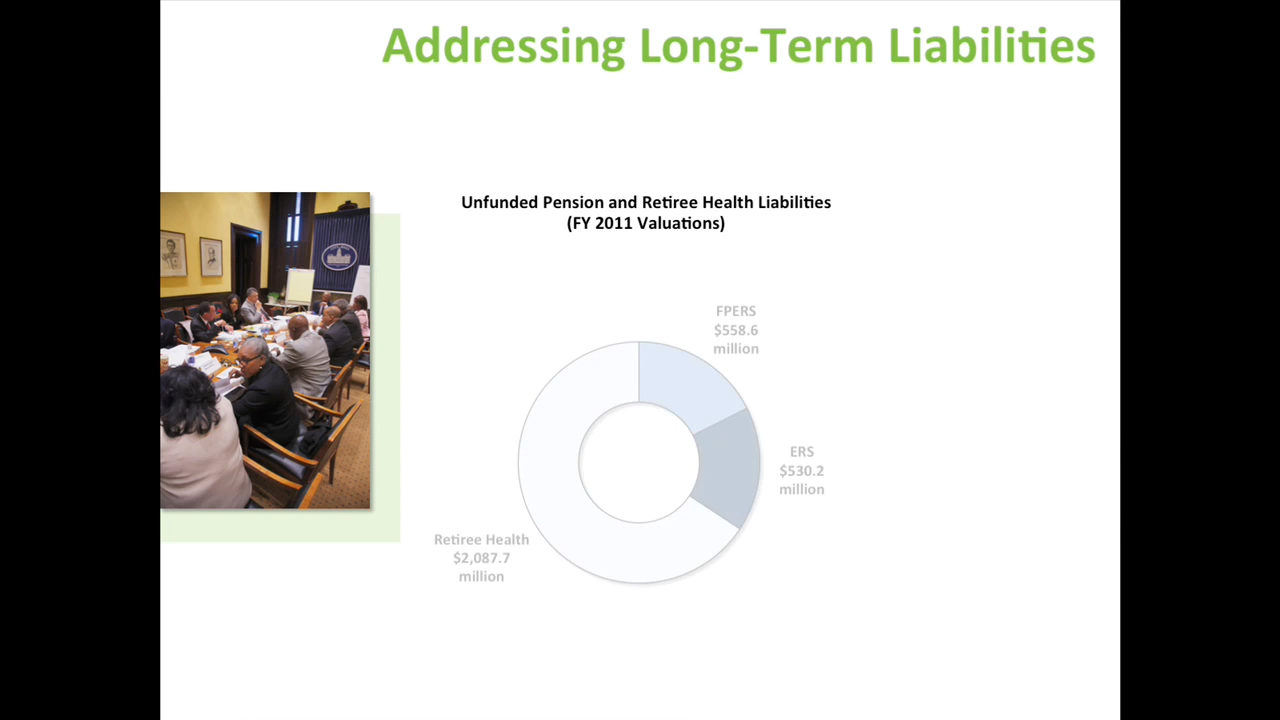 Addressing Long-Term Liabilities
Unfunded Pension and Retiree Health Liabilities
(FY 2011 Valuations)
FPERS
$558.6
million
ERS
$530.2
million
Retiree Health
$2,087.7
million